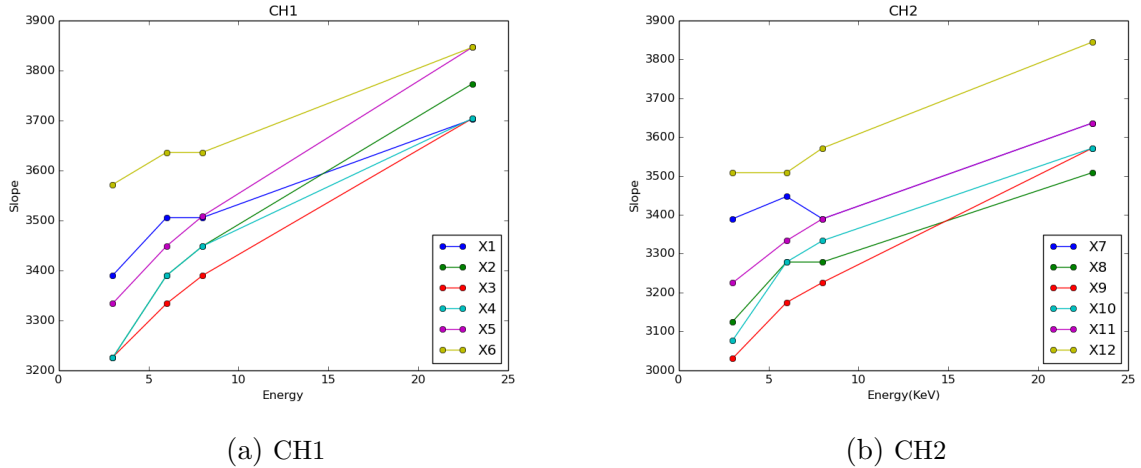 CH1
3900
3800
3700
3600
3500
3400
3300
3200
Slope
0 5 10 15 20 25
Energy
X1
X2
X3
X4
X5
X6
(a) CH1
CH2
3900
3800
3700
3600
3500
3400
3300
3200
3100
3000
Slope
0 5 10 15 20 25
Energy(KeV)
X7
X8
X9
X10
X11
X12
(b) CH2